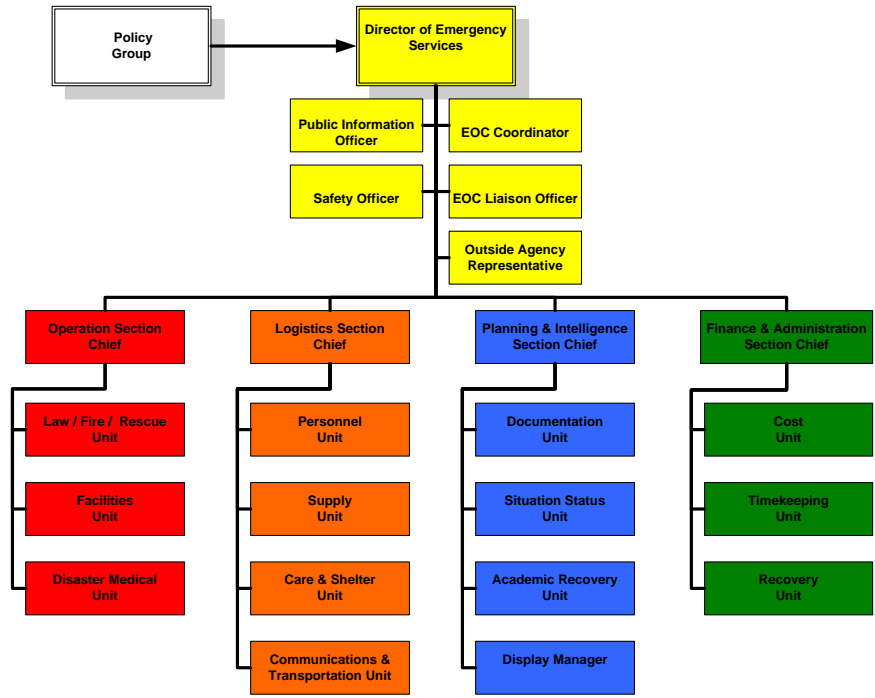 Policy
Group
Director of Emergency
Services
Public Information
Officer
EOC Coordinator
Safety Officer
EOC Liaison Officer
Outside Agency
Representative
Operation Section
Chief
Logistics Section
Chief
Planning & Intelligence
Section Chief
Finance & Administration
Section Chief
Law / Fire / Rescue
Unit
Personnel
Unit
Documentation
Unit
Cost
Unit
Facilities
Unit
Supply
Unit
Situation Status
Unit
Timekeeping
Unit
Disaster Medical
Unit
Care & Shelter
Unit
Academic Recovery
Unit
Recovery
Unit
Communications &
Transportation Unit
Display Manager